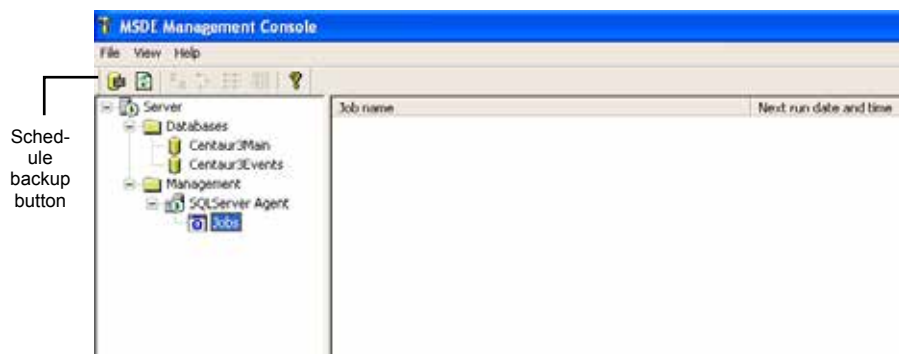 MSDE Management Console
File View Help
Sched-
ule
backup
button
Server
Databases
Centaur3Main
Centaur3Events
Management
SQLServer Agent
Jobs
Job name Next run date and time